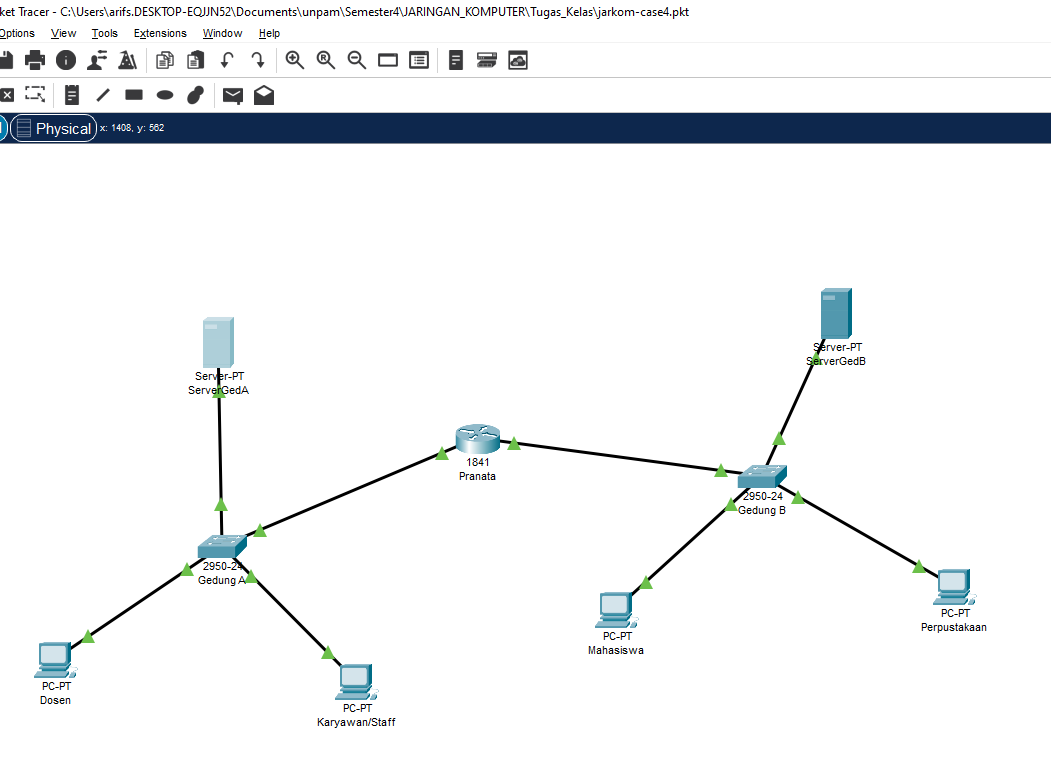 ket Tracer - C:\Users\arifs.DESKTOP-EQJJN52\Documents\unpam\Semester4\JARINGAN_KOMPUTER\Tugas_Kelas\jarkom-case4.pkt
Options View Tools Extensions Window Help
Physical x: 1408, y: 562
Server-PT
ServerGedB
Server-PT
ServerGedA
1841
Pranata
2950-24
Gedung B
2950-24
Gedung A
PC-PT
Perpustakaan
PC-PT
Mahasiswa
PC-PT
Dosen
PC-PT
Karyawan/Staff